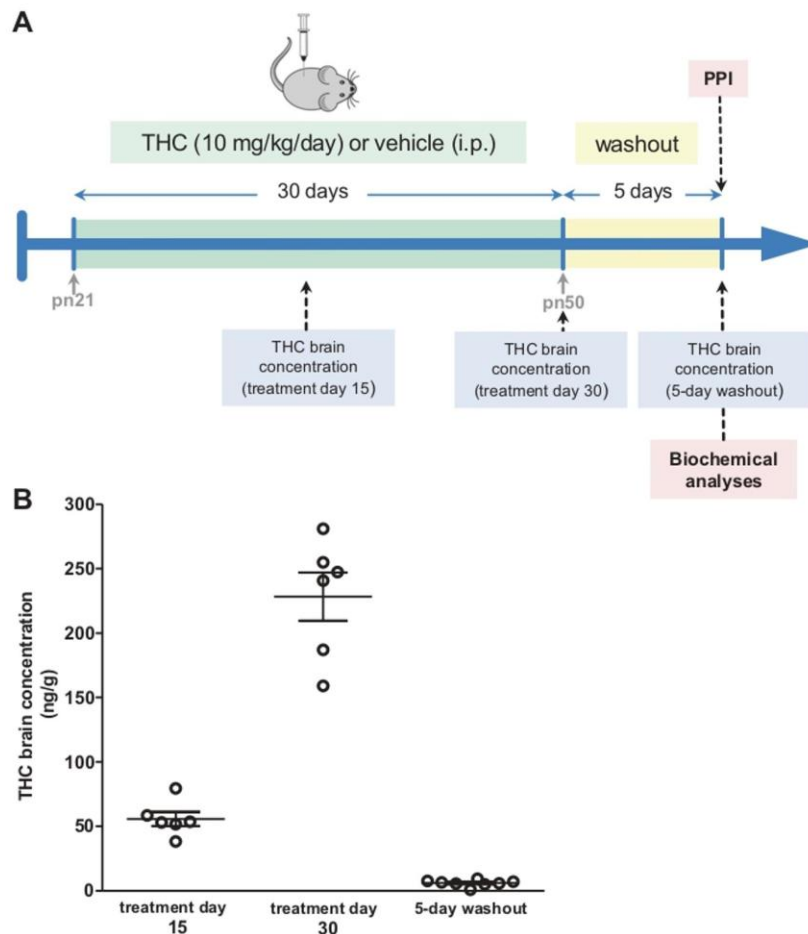 A
PPI
THC (10 mg/kg/day) or vehicle (i.p.)
washout
30 days
5 days
pn21
pn50
THC brain
concentration
(treatment day 15)
THC brain
concentration
(treatment day 30)
THC brain
concentration
(5-day washout)
Biochemical
analyses
B
THC brain concentration
(ng/g)
300
250
200
150
100
50
0
treatment day
15
treatment day
30
5-day washout